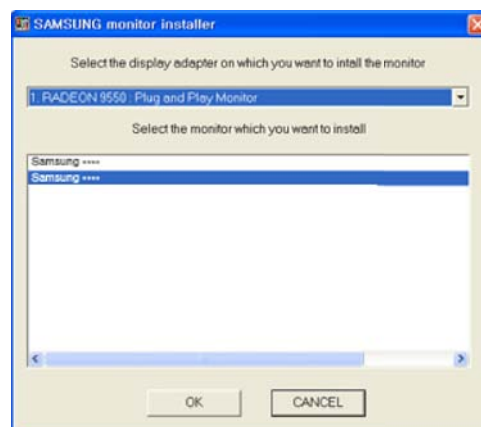 SAMSUNG monitor installer
Select the display adapter on which you want to intall the monitor
1. RADEON 9550 : Plug and Play Monitor
Select the monitor which you want to install
Samsung ****
Samsung ****
OK
CANCEL